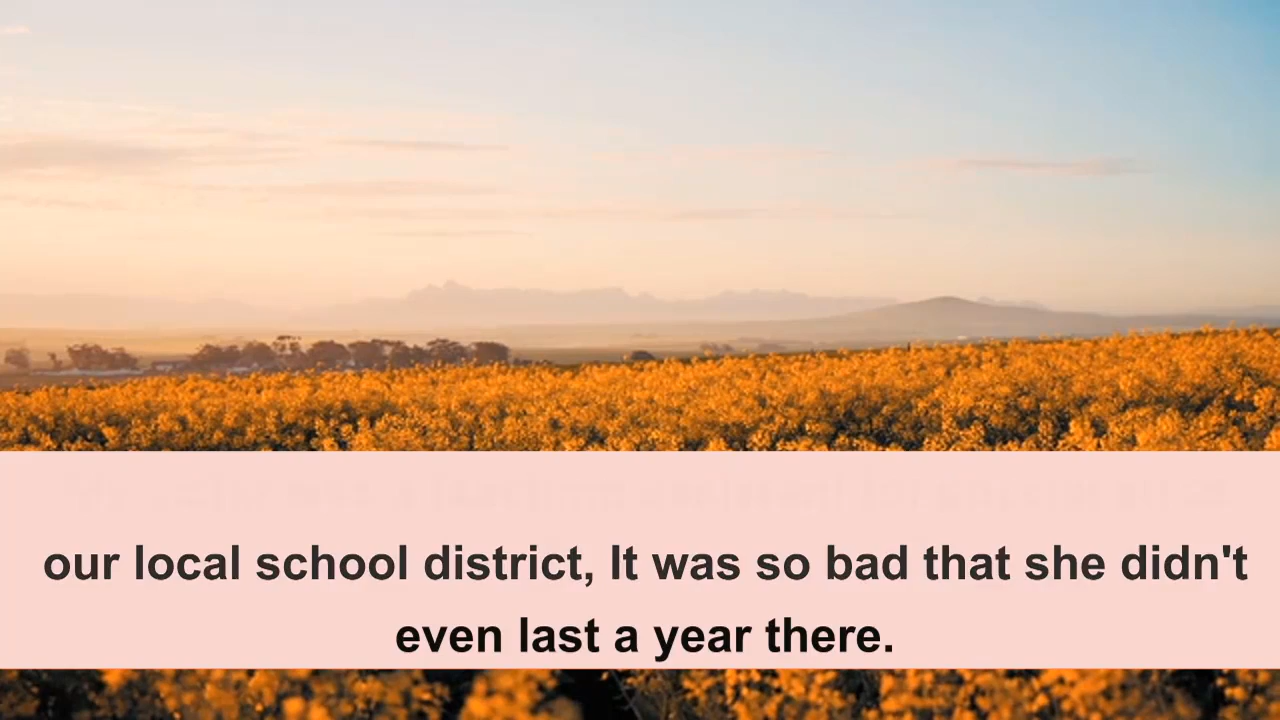 our local school district, It was so bad that she didn't
even last a year there.